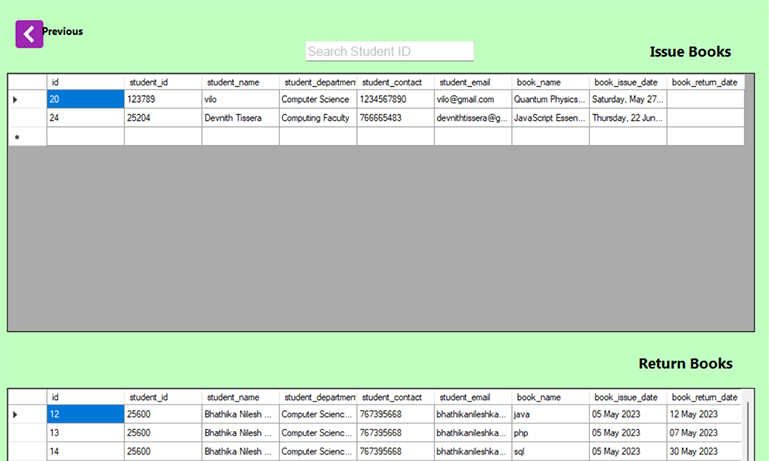 Previous
Search Student ID
Issue Books
id student_id student_name student_departmen student_contact student_email book_name book_issue_date book_return_date
20 123789 vilo Computer Science 1234567890 vilo@gmail.com Quantum Physics... Saturday, May 27...
24 25204 Devnith Tissera Computing Faculty 766665483 devnithtissera@g... JavaScript Essen... Thursday, 22 Jun...
Return Books
id student_id student_name student_departmen student_contact student_email book_name book_issue_date book_return_date
12 25600 Bhathika Nilesh ... Computer Scienc... 767395668 bhathikanileshka... java 05 May 2023 12 May 2023
13 25600 Bhathika Nilesh ... Computer Scienc... 767395668 bhathikanileshka... php 05 May 2023 07 May 2023
14 25600 Bhathika Nilesh ... Computer Scienc... 767395668 bhathikanileshka... sql 05 May 2023 30 May 2023